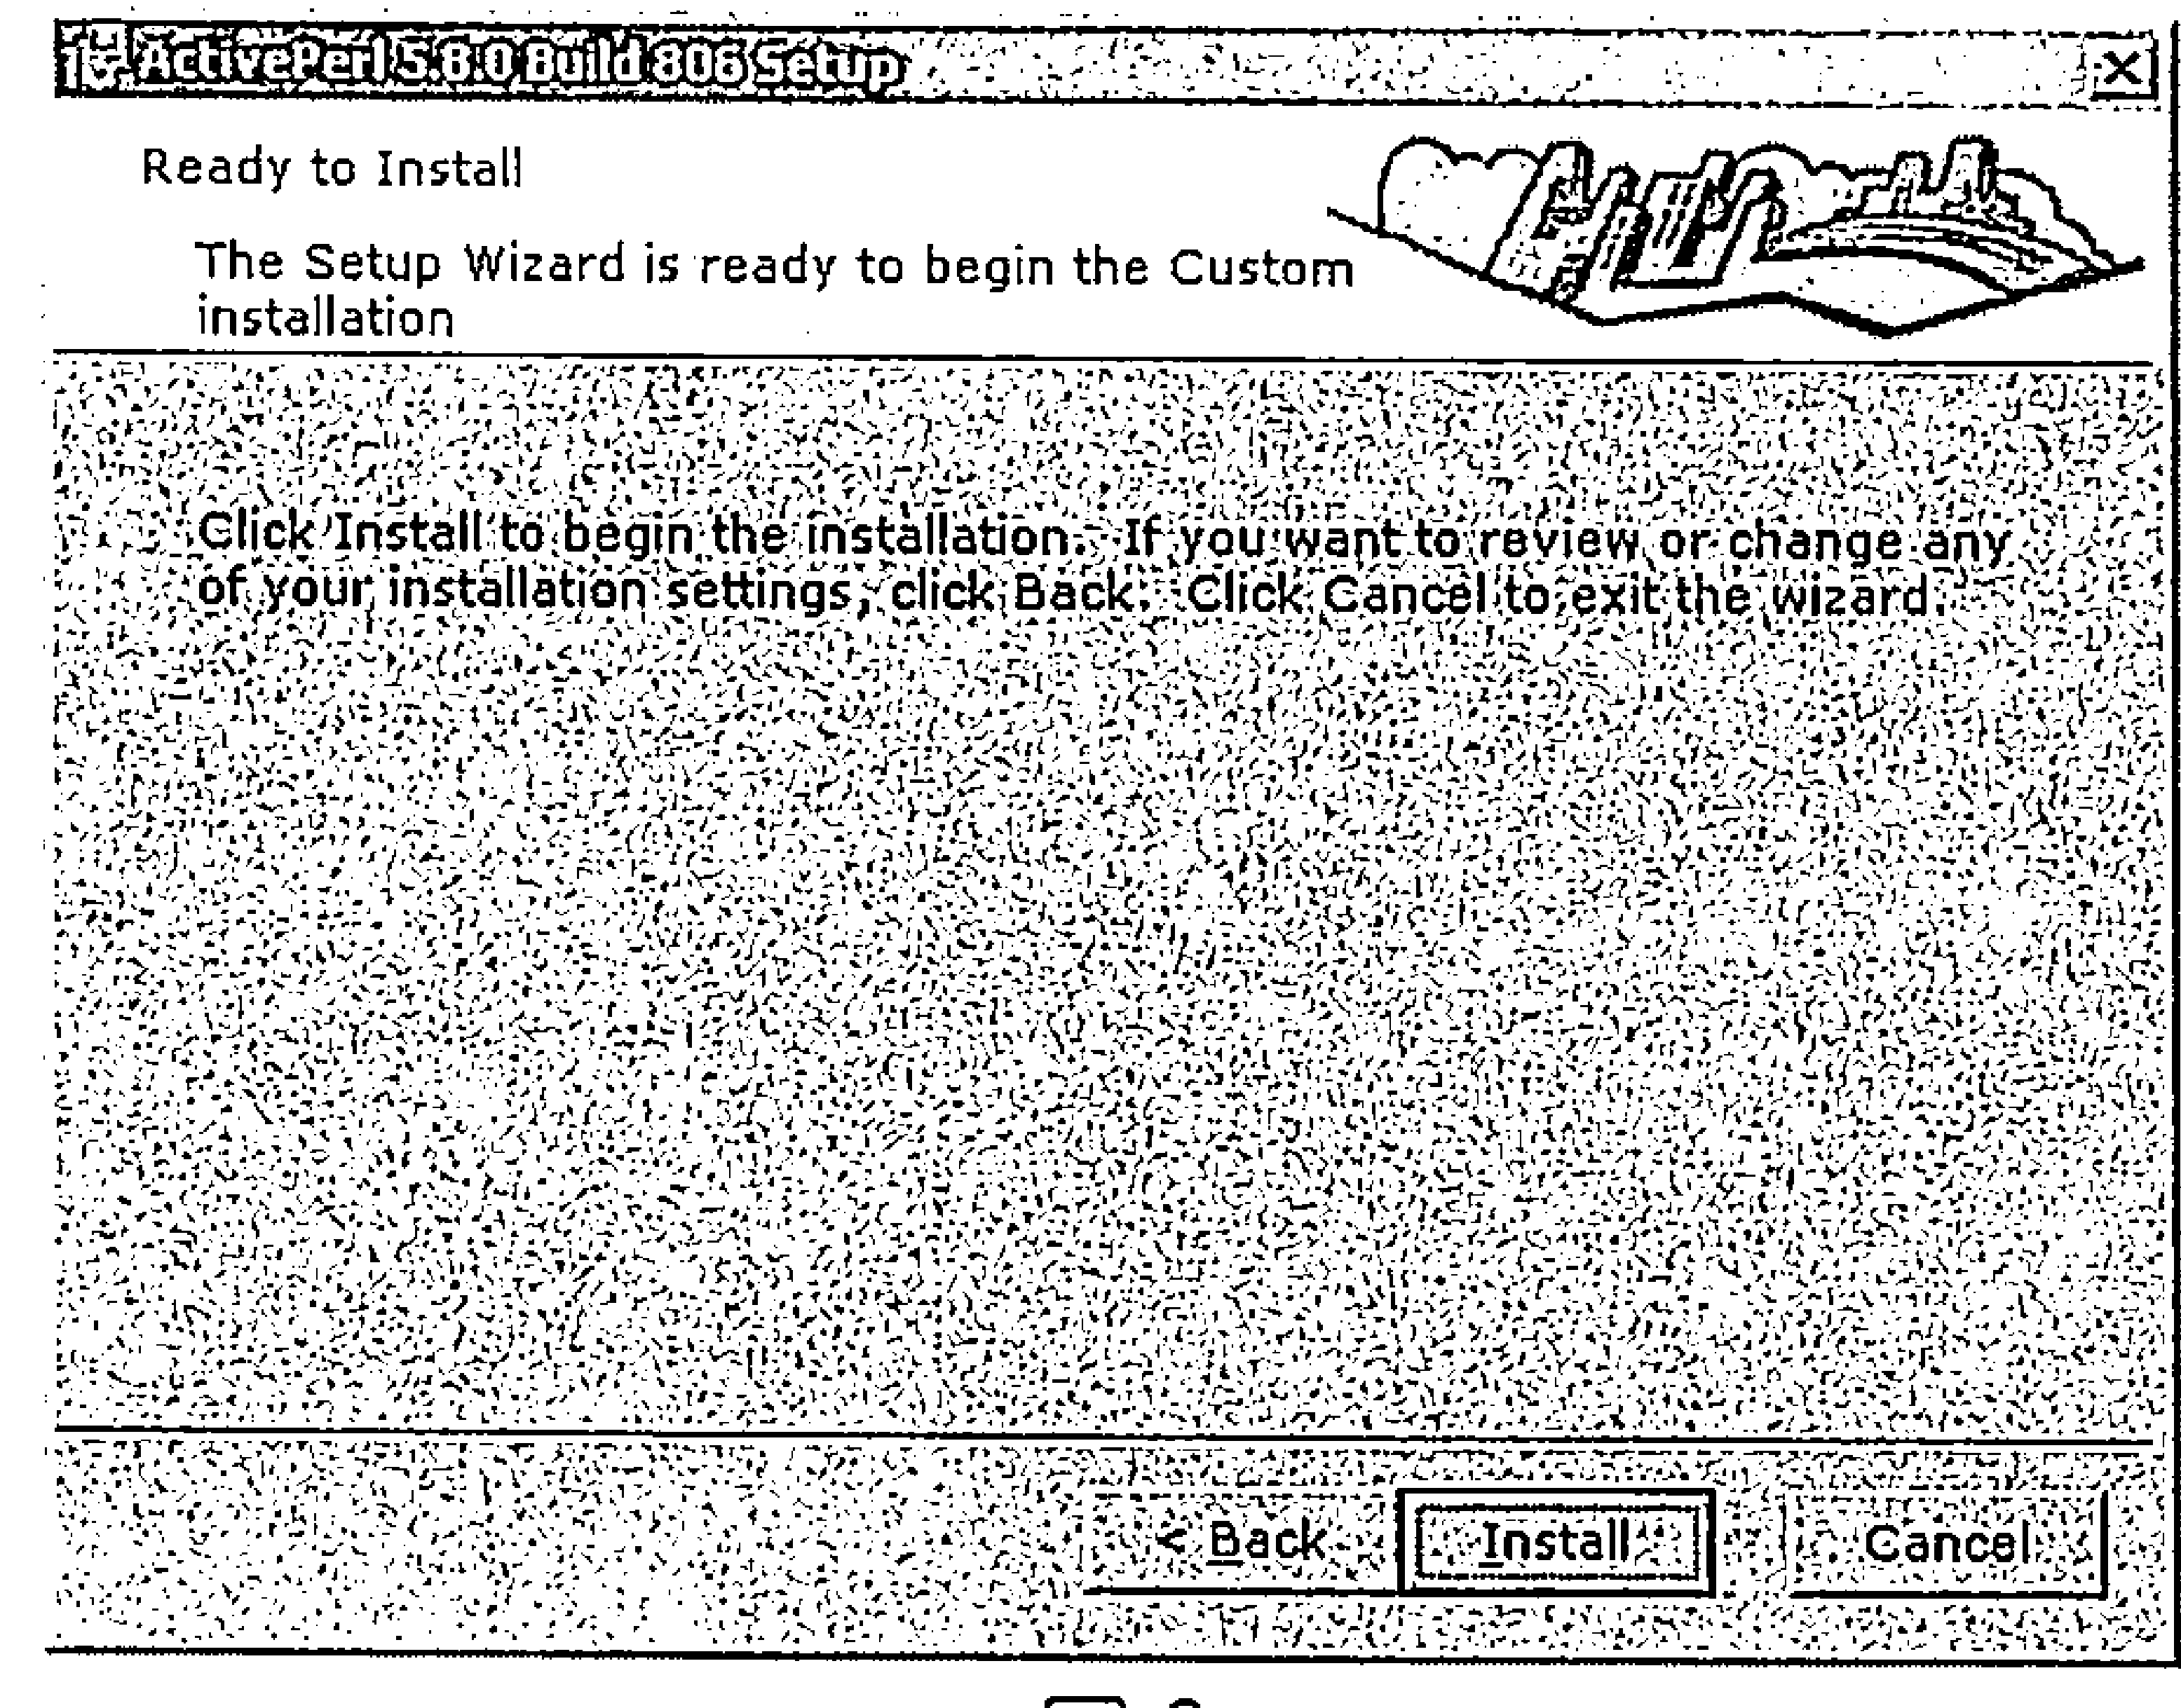 ActivePerl 5.8.0 Build 806 Setup
Ready to Install
The Setup Wizard is ready to begin the Custom
installation
Click Install to begin the installation. If you want to review or change any
of your installation settings, click Back. Click Cancel to exit the wizard.
< Back Install Cancel